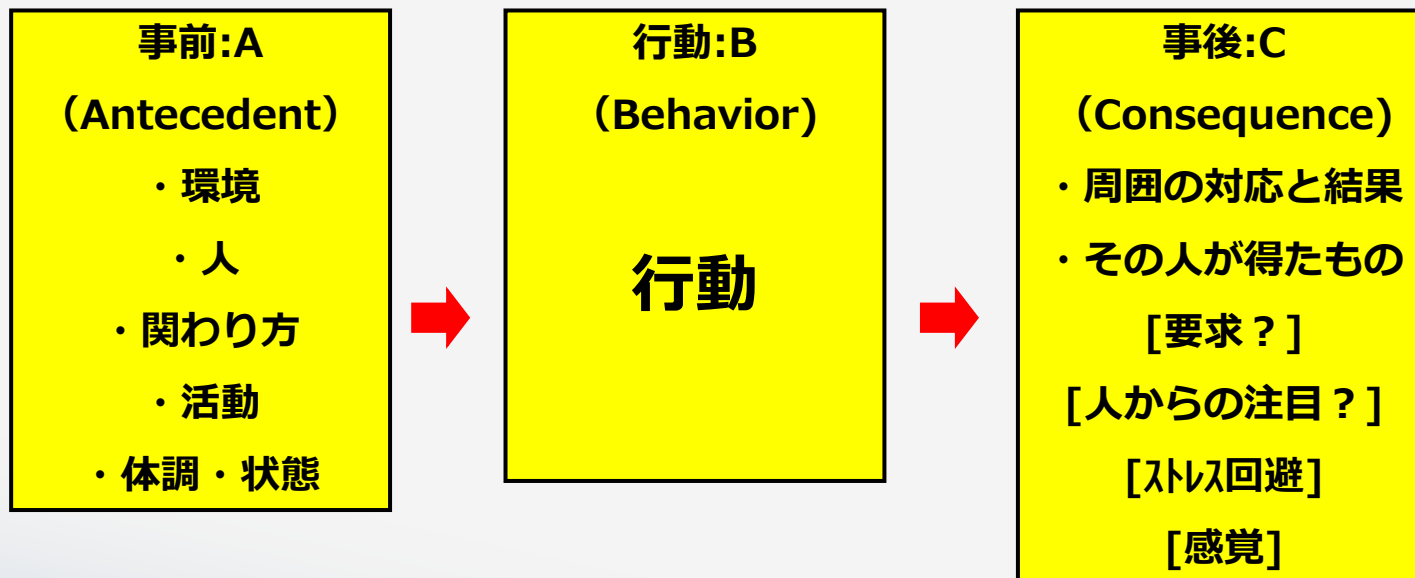 事前:A
（Antecedent）
・環境
・人
・関わり方
・活動
・体調・状態
行動:B
（Behavior)
行動
事後:C
（Consequence)
・周囲の対応と結果
・その人が得たもの
[要求？]
[人からの注目？]
[ｽﾄﾚｽ回避]
[感覚]